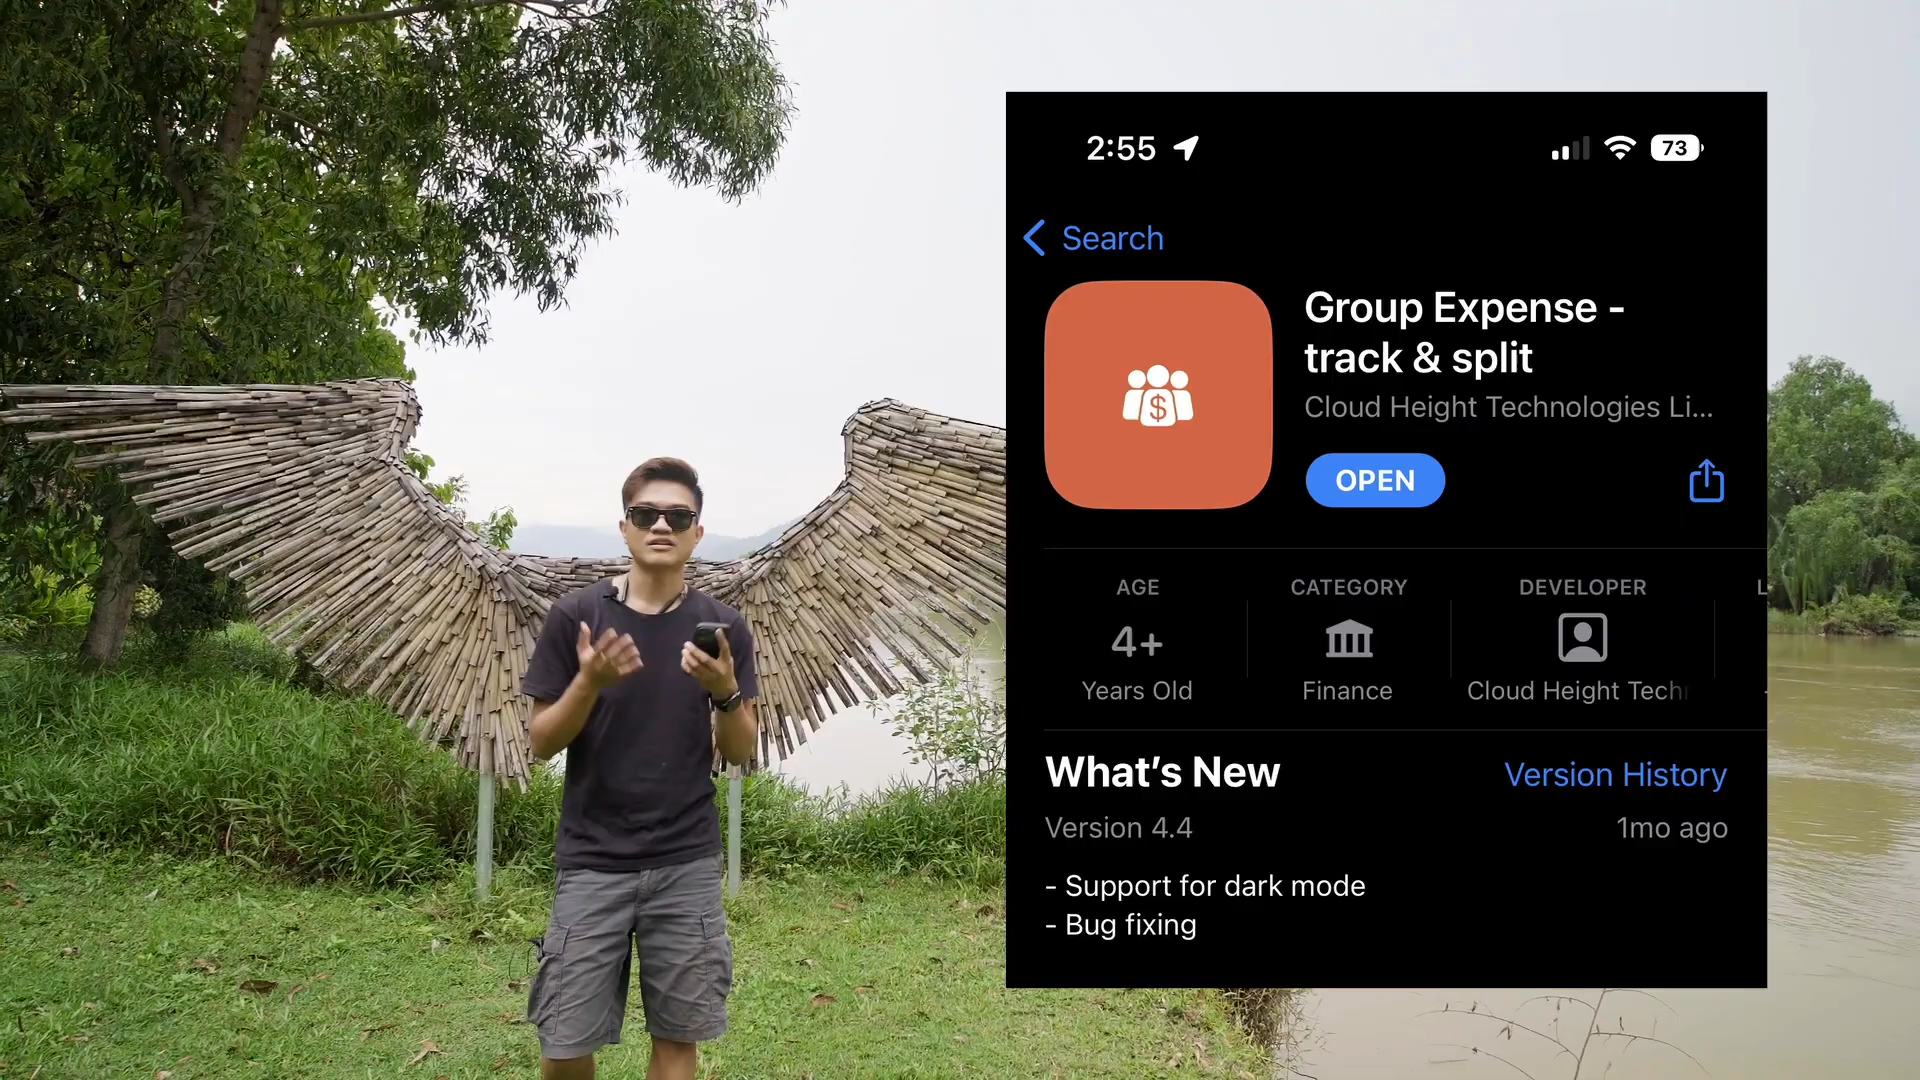 2:55
73
Search
Group Expense -
track & split
Cloud Height Technologies Li...
$
OPEN
AGE
CATEGORY
DEVELOPER
L
4+
Years Old
Finance
Cloud Height Tech
What's New
Version History
Version 4.4
1mo ago
- Support for dark mode
- Bug fixing